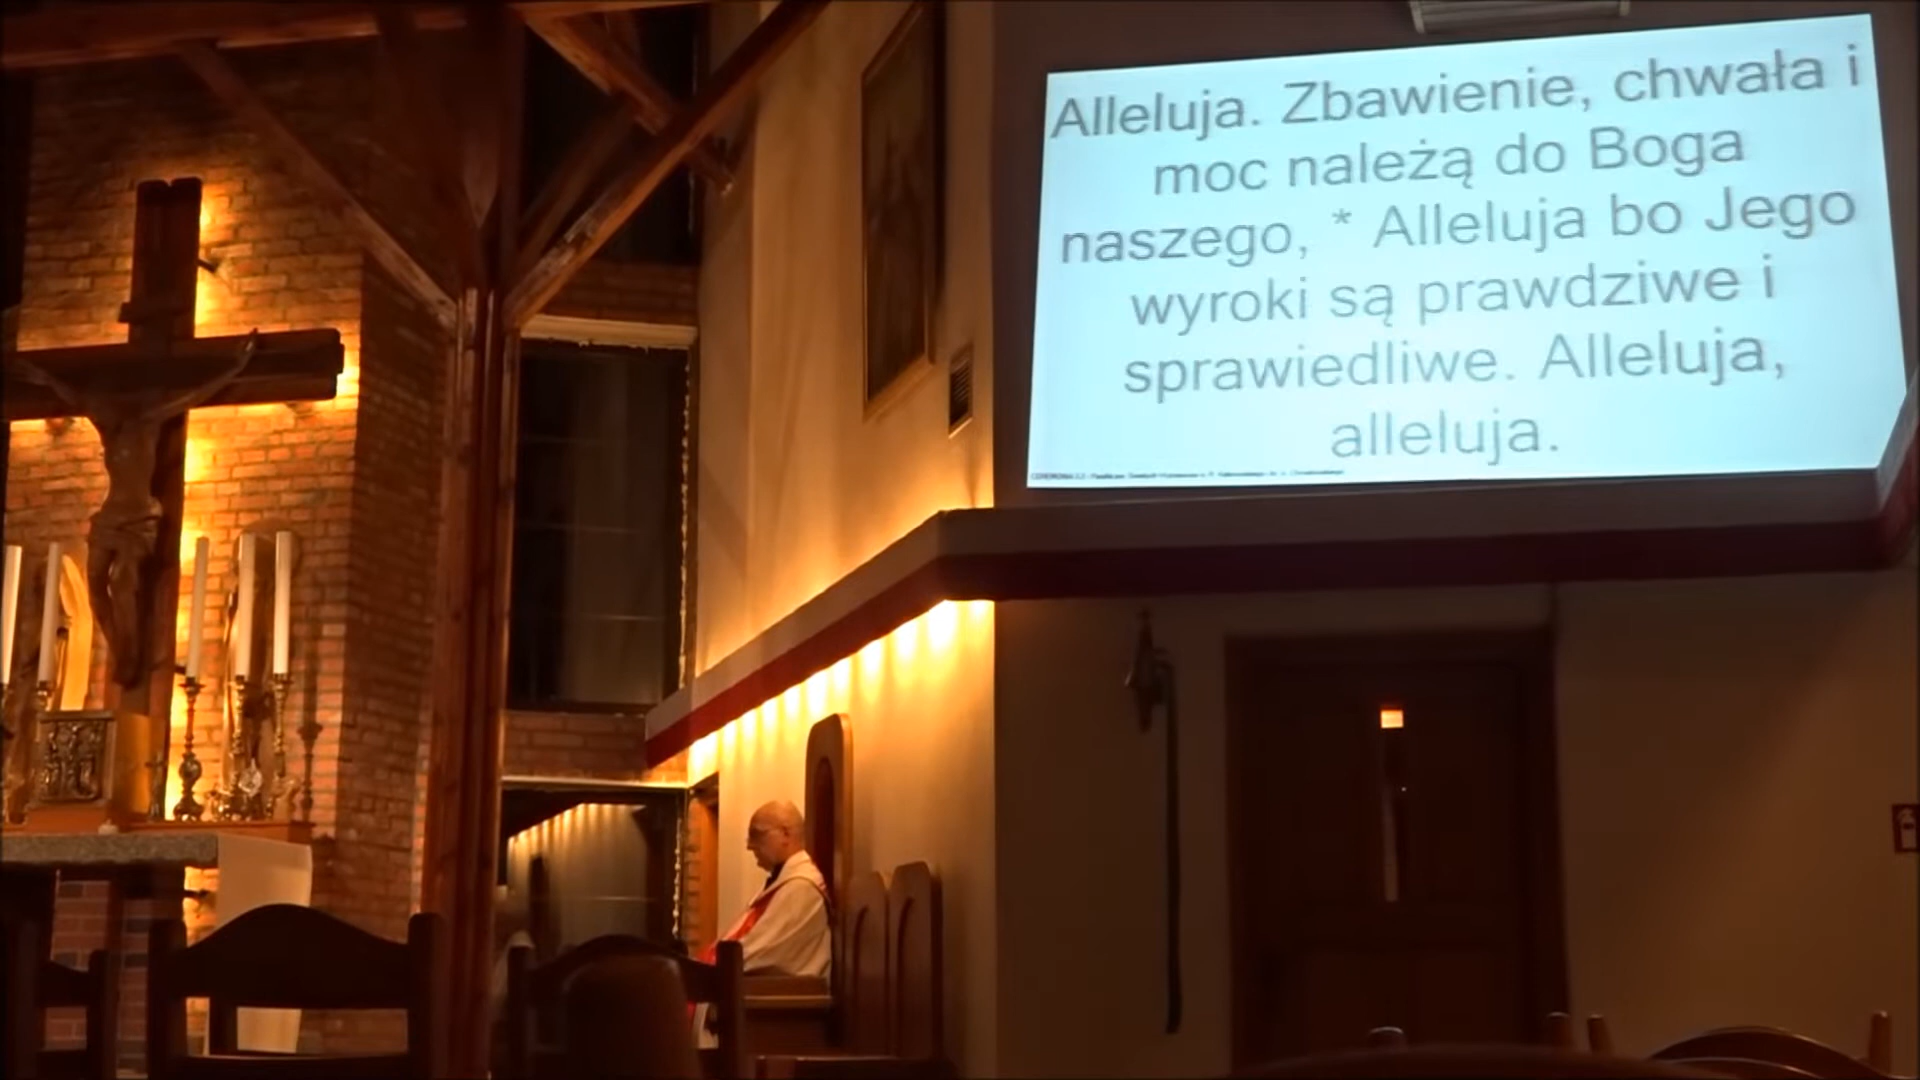 Alleluja. Zbawienie, chwała i
moc należą do Boga
naszego, * Alleluja bo Jego
wyroki są prawdziwe i
sprawiedliwe. Alleluja,
alleluja.